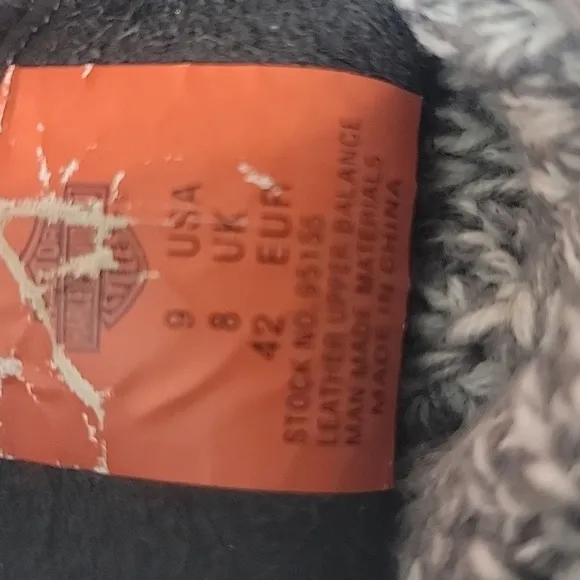 9 USA
8 UK
42 EUR
STOCK NO. 95155
LEATHER UPPER BALANCE
MAN MADE MATERIALS
MADE IN CHINA